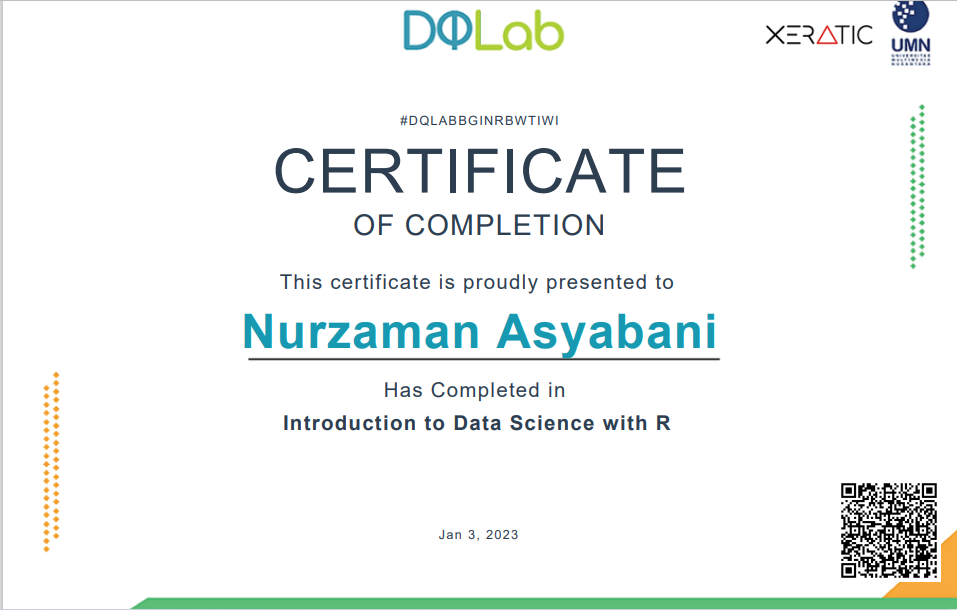 DQLab
XERATIC
UMN
UNIVERSITAS
MULTIMEDIA
NUSANTARA
#DQLABBGINRBWTIWI
CERTIFICATE
OF COMPLETION
This certificate is proudly presented to
Nurzaman Asyabani
Has Completed in
Introduction to Data Science with R
Jan 3, 2023